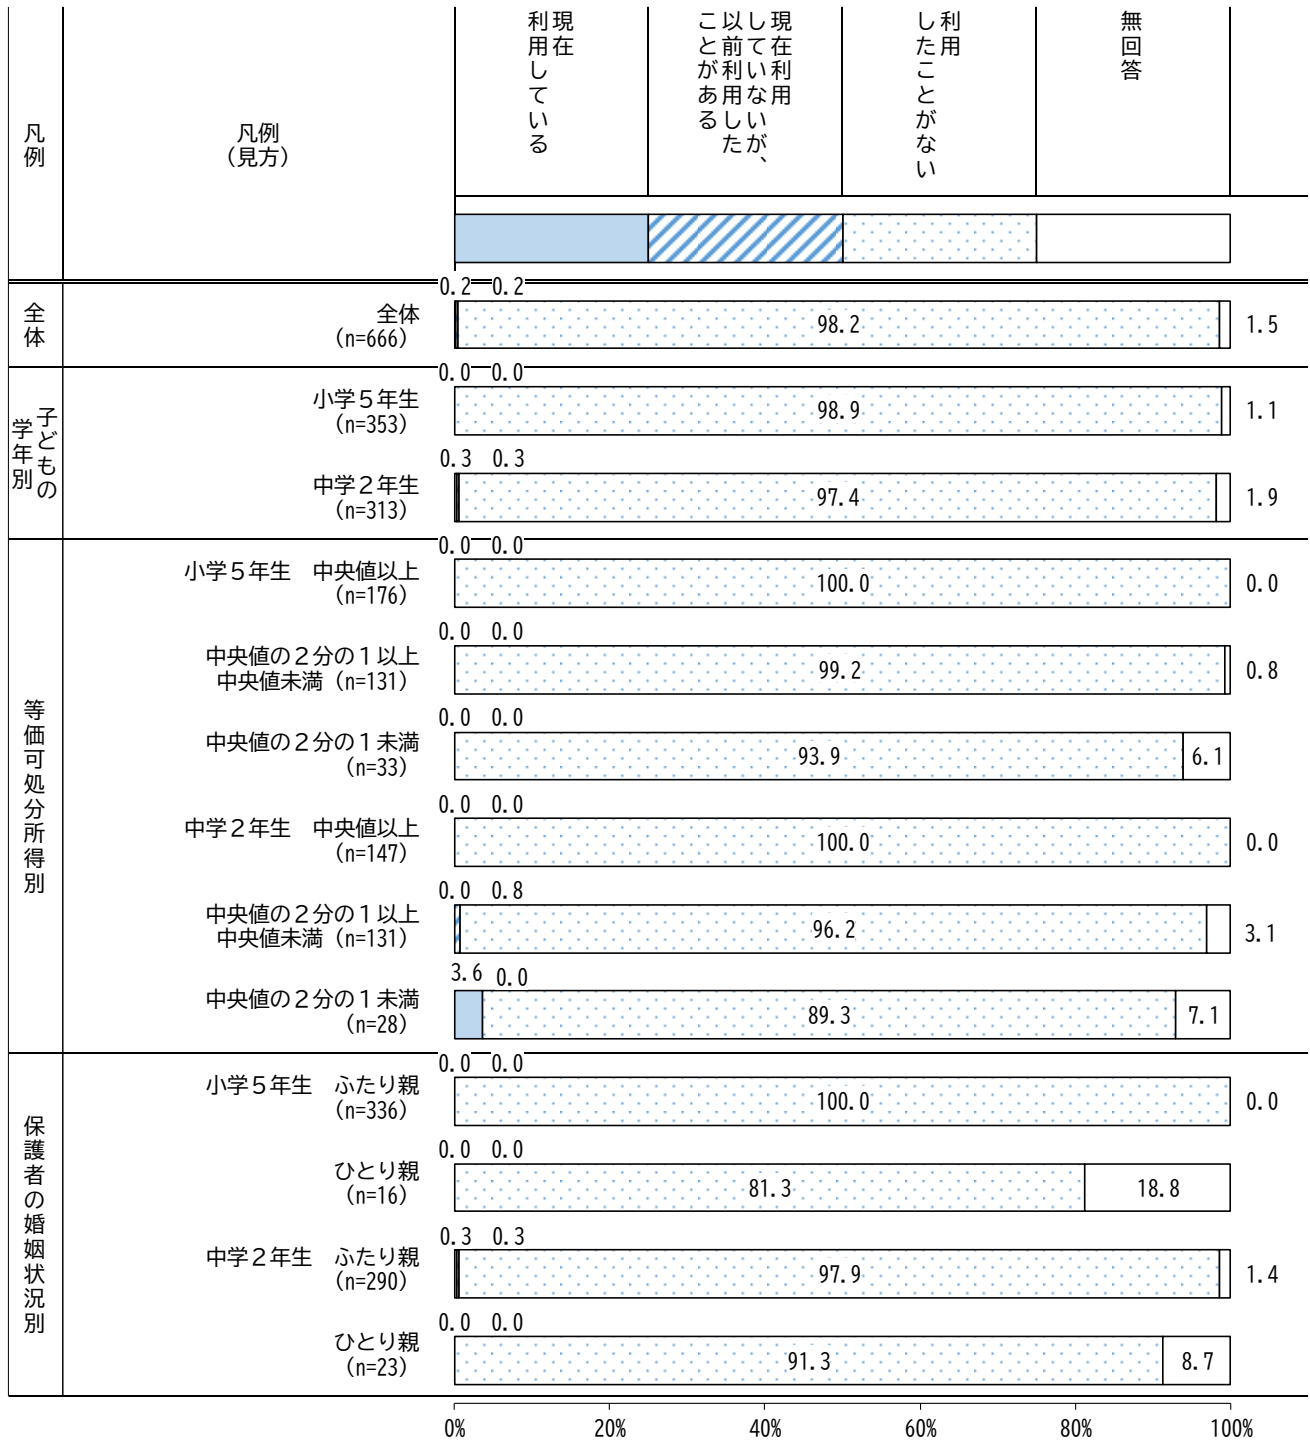 凡例
凡例
（見方）
現在
利用している
現在利用
していないが、
以前利用した
ことがある
利用
したことがない
無回答
全体
全体
(n=666)
0.2 0.2
98.2
1.5
子どもの
学年別
小学５年生
(n=353)
0.0 0.0
98.9
1.1
中学２年生
(n=313)
0.3 0.3
97.4
1.9
等価可処分所得別
小学５年生　中央値以上
(n=176)
0.0 0.0
100.0
0.0
中央値の２分の１以上
中央値未満 (n=131)
0.0 0.0
99.2
0.8
中央値の２分の１未満
(n=33)
0.0 0.0
93.9
6.1
中学２年生　中央値以上
(n=147)
0.0 0.0
100.0
0.0
中央値の２分の１以上
中央値未満 (n=131)
0.0 0.8
96.2
3.1
中央値の２分の１未満
(n=28)
3.6 0.0
89.3
7.1
保護者の婚姻状況別
小学５年生　ふたり親
(n=336)
0.0 0.0
100.0
0.0
ひとり親
(n=16)
0.0 0.0
81.3
18.8
中学２年生　ふたり親
(n=290)
0.3 0.3
97.9
1.4
ひとり親
(n=23)
0.0 0.0
91.3
8.7
0% 20% 40% 60% 80% 100%